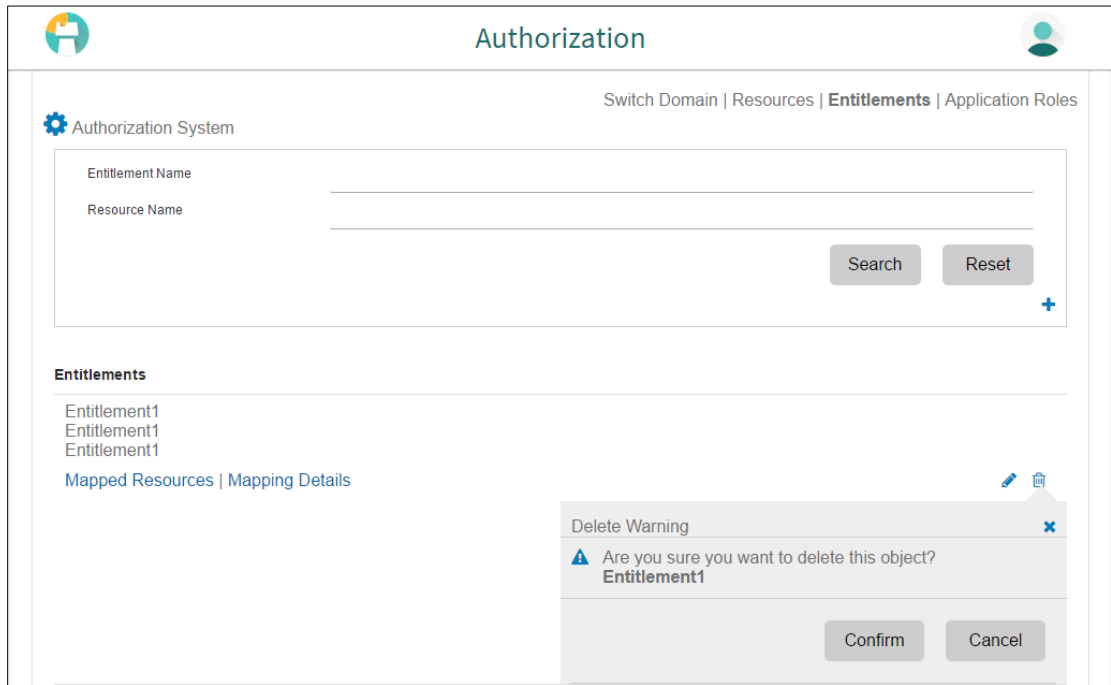 Authorization
Switch Domain | Resources | Entitlements | Application Roles
Authorization System
Entitlement Name
Resource Name
Search Reset
Entitlements
Entitlement1
Entitlement1
Entitlement1
Mapped Resources | Mapping Details
Delete Warning
Are you sure you want to delete this object?
Entitlement1
Confirm Cancel